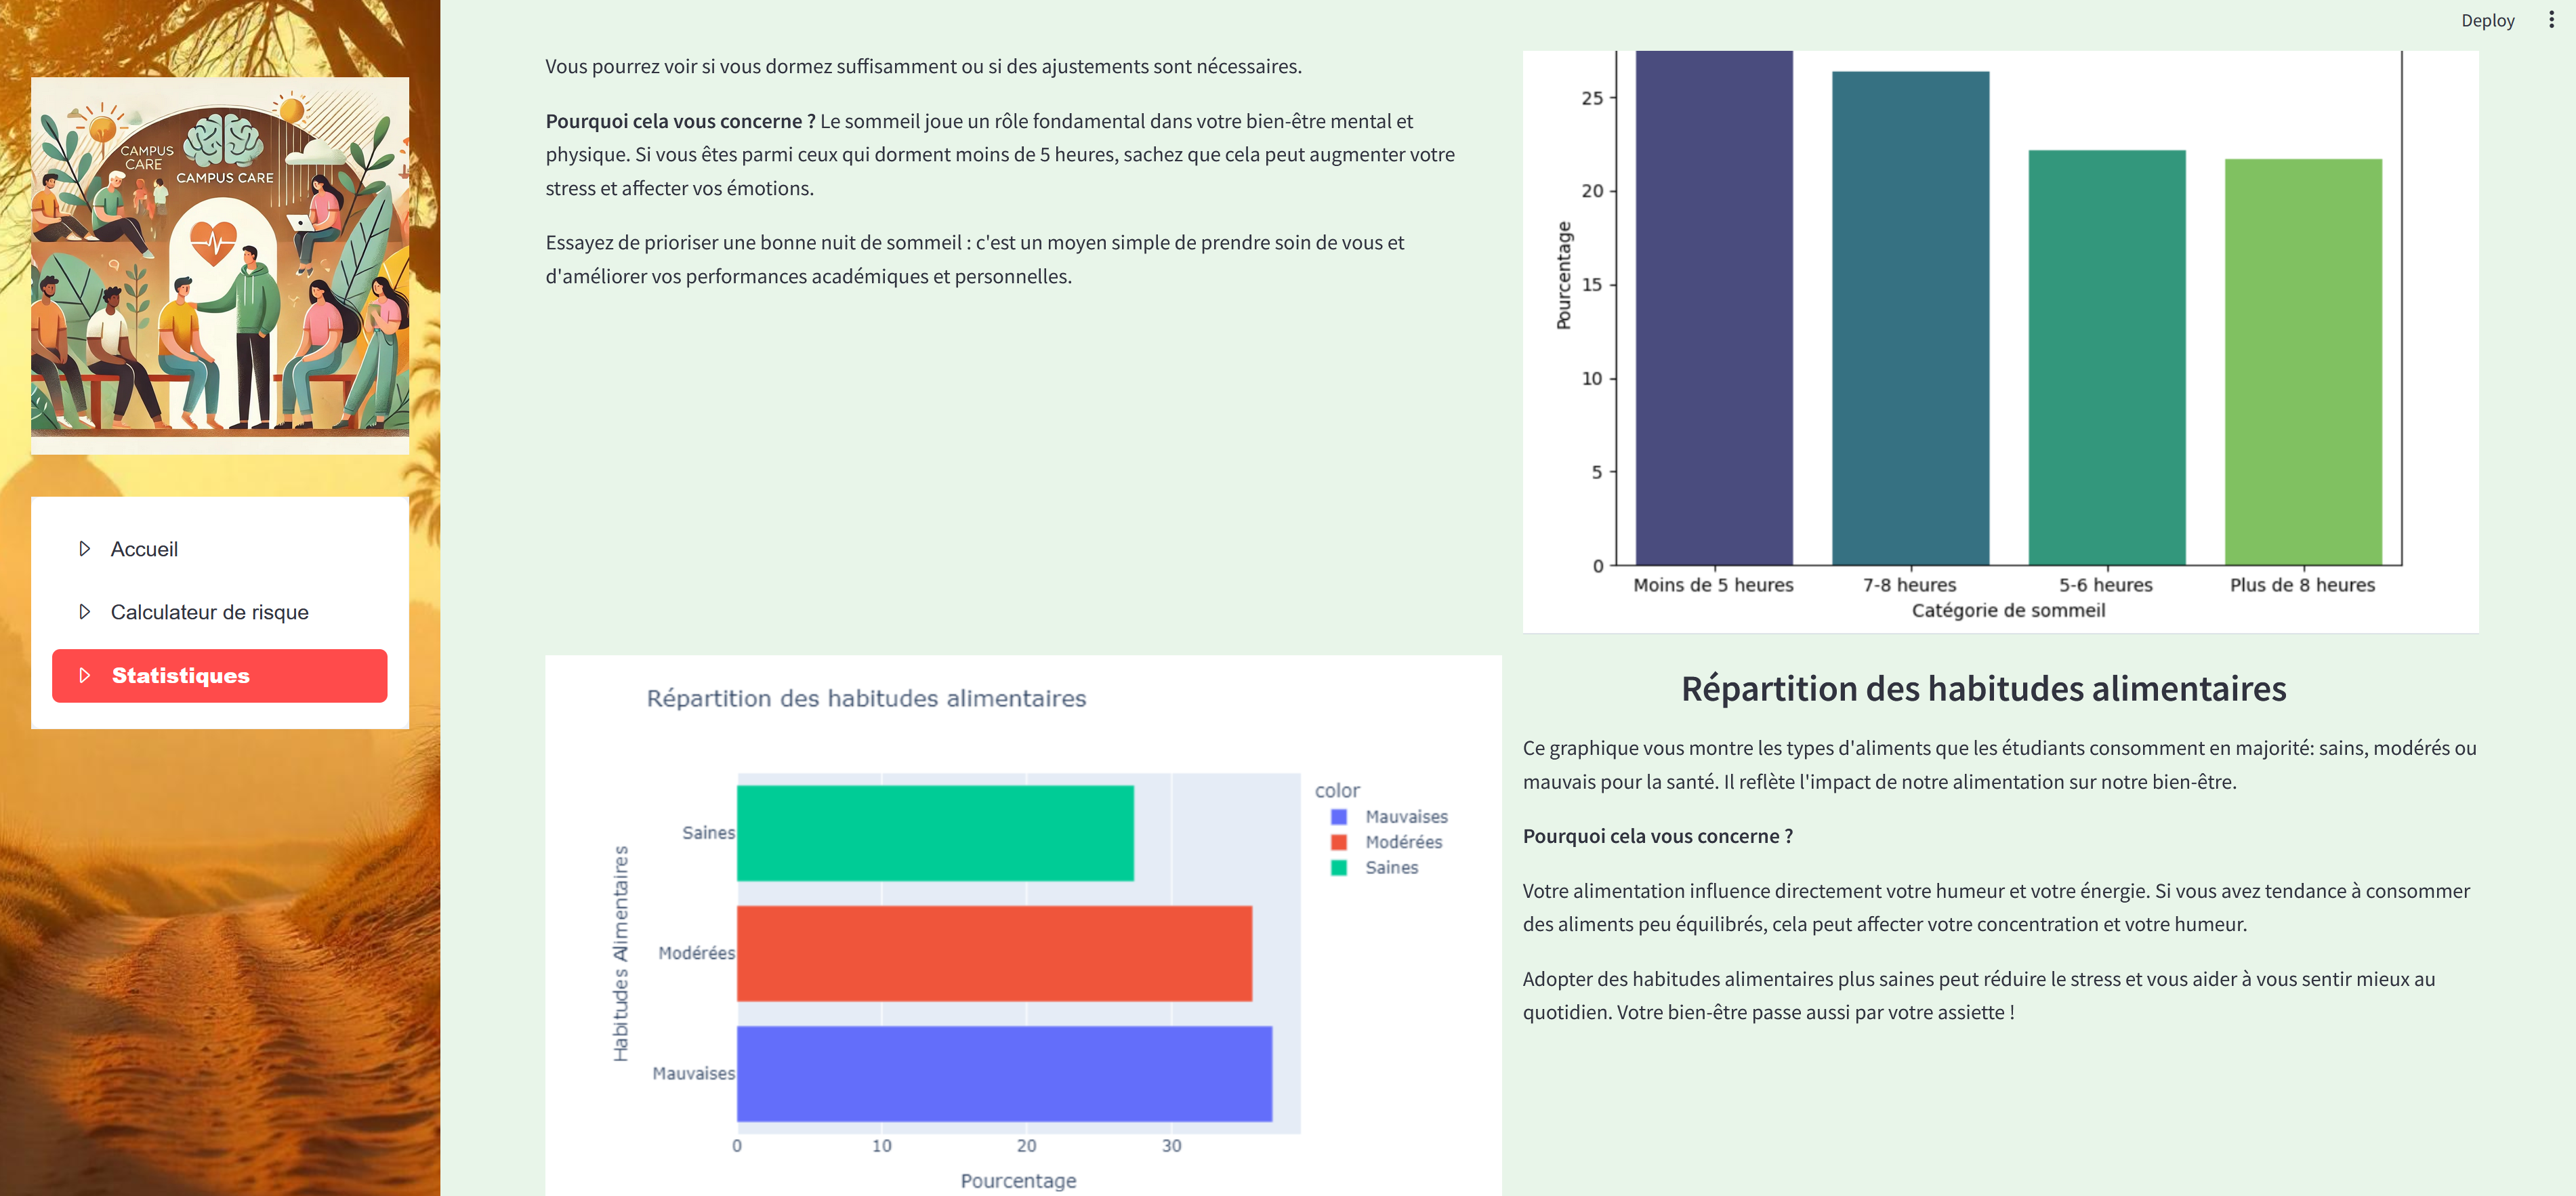 Deploy
CAMPUS
CARE
CAMPUS CARE
Accueil
Calculateur de risque
Statistiques
Vous pourrez voir si vous dormez suffisamment ou si des ajustements sont nécessaires.
Pourquoi cela vous concerne ? Le sommeil joue un rôle fondamental dans votre bien-être mental et
physique. Si vous êtes parmi ceux qui dorment moins de 5 heures, sachez que cela peut augmenter votre
stress et affecter vos émotions.
Essayez de prioriser une bonne nuit de sommeil : c'est un moyen simple de prendre soin de vous et
d'améliorer vos performances académiques et personnelles.
Pourcentage
25
20
15
10
5
0
Moins de 5 heures 7-8 heures 5-6 heures Plus de 8 heures
Catégorie de sommeil
Répartition des habitudes alimentaires
Habitudes Alimentaires
Saines
Modérées
Mauvaises
0 10 20 30
Pourcentage
color
Mauvaises
Modérées
Saines
Répartition des habitudes alimentaires
Ce graphique vous montre les types d'aliments que les étudiants consomment en majorité: sains, modérés ou
mauvais pour la santé. Il reflète l'impact de notre alimentation sur notre bien-être.
Pourquoi cela vous concerne ?
Votre alimentation influence directement votre humeur et votre énergie. Si vous avez tendance à consommer
des aliments peu équilibrés, cela peut affecter votre concentration et votre humeur.
Adopter des habitudes alimentaires plus saines peut réduire le stress et vous aider à vous sentir mieux au
quotidien. Votre bien-être passe aussi par votre assiette !